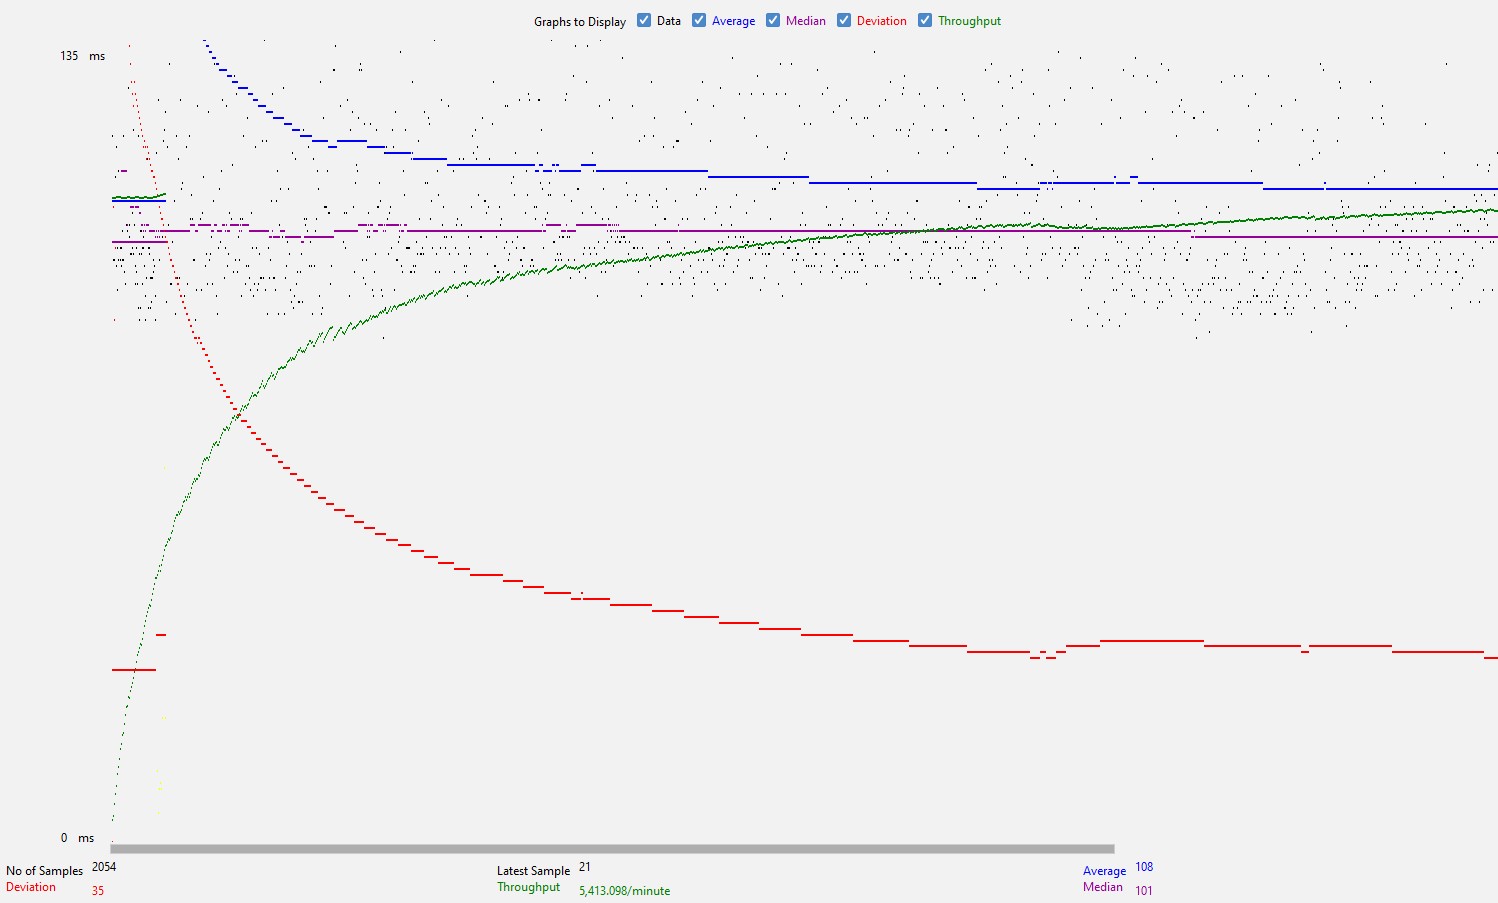 Graphs to Display Data Average Median Deviation Throughput
135 ms
0 ms
No of Samples 2054 Latest Sample 21 Average 108
Deviation 35 Throughput 5,413.098/minute Median 101